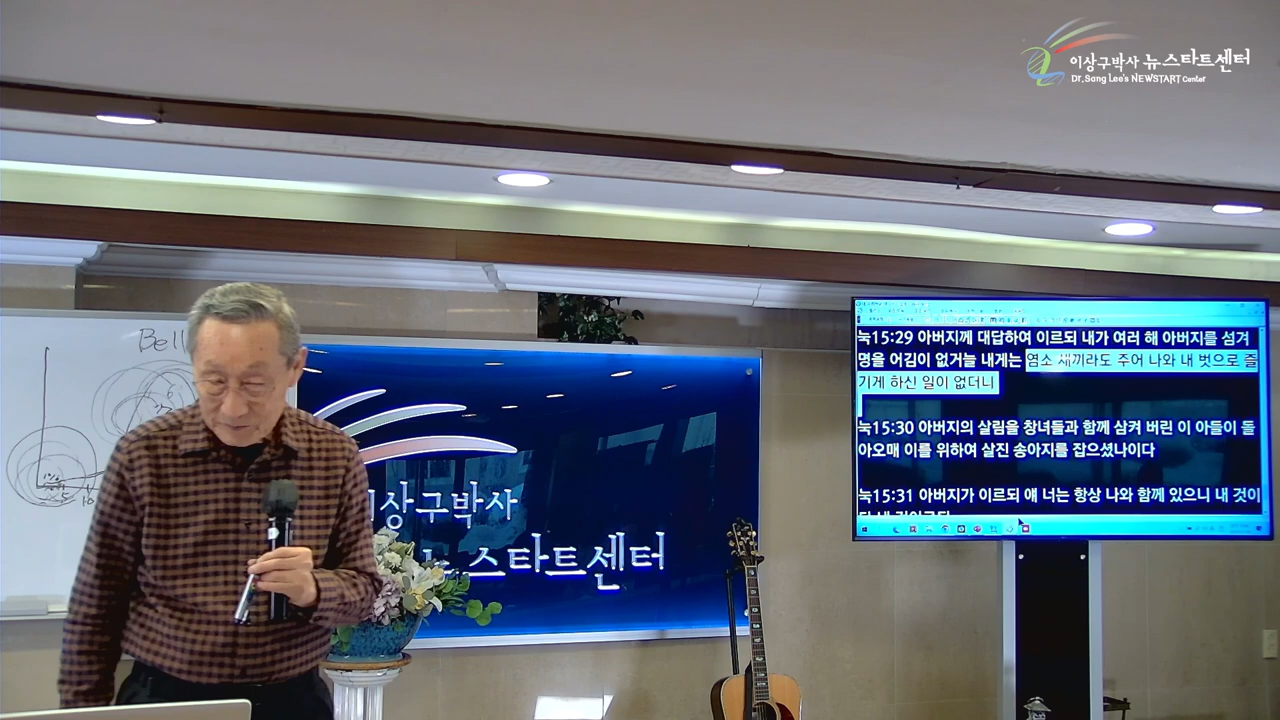 이상구박사 뉴스타트센터
Dr. Sang Lee's NEWSTART Center
Bell
10
이상구박사
뉴스타트센터
눅15:29 아버지께 대답하여 이르되 내가 여러 해 아버지를 섬겨
명을 어김이 없거늘 내게는 염소 새끼라도 주어 나와 내 벗으로 즐
기게 하신 일이 없더니
눅15:30 아버지의 살림을 창녀들과 함께 삼켜 버린 이 아들이 돌
아오매 이를 위하여 살진 송아지를 잡으셨나이다
눅15:31 아버지가 이르되 얘 너는 항상 나와 함께 있으니 내 것이